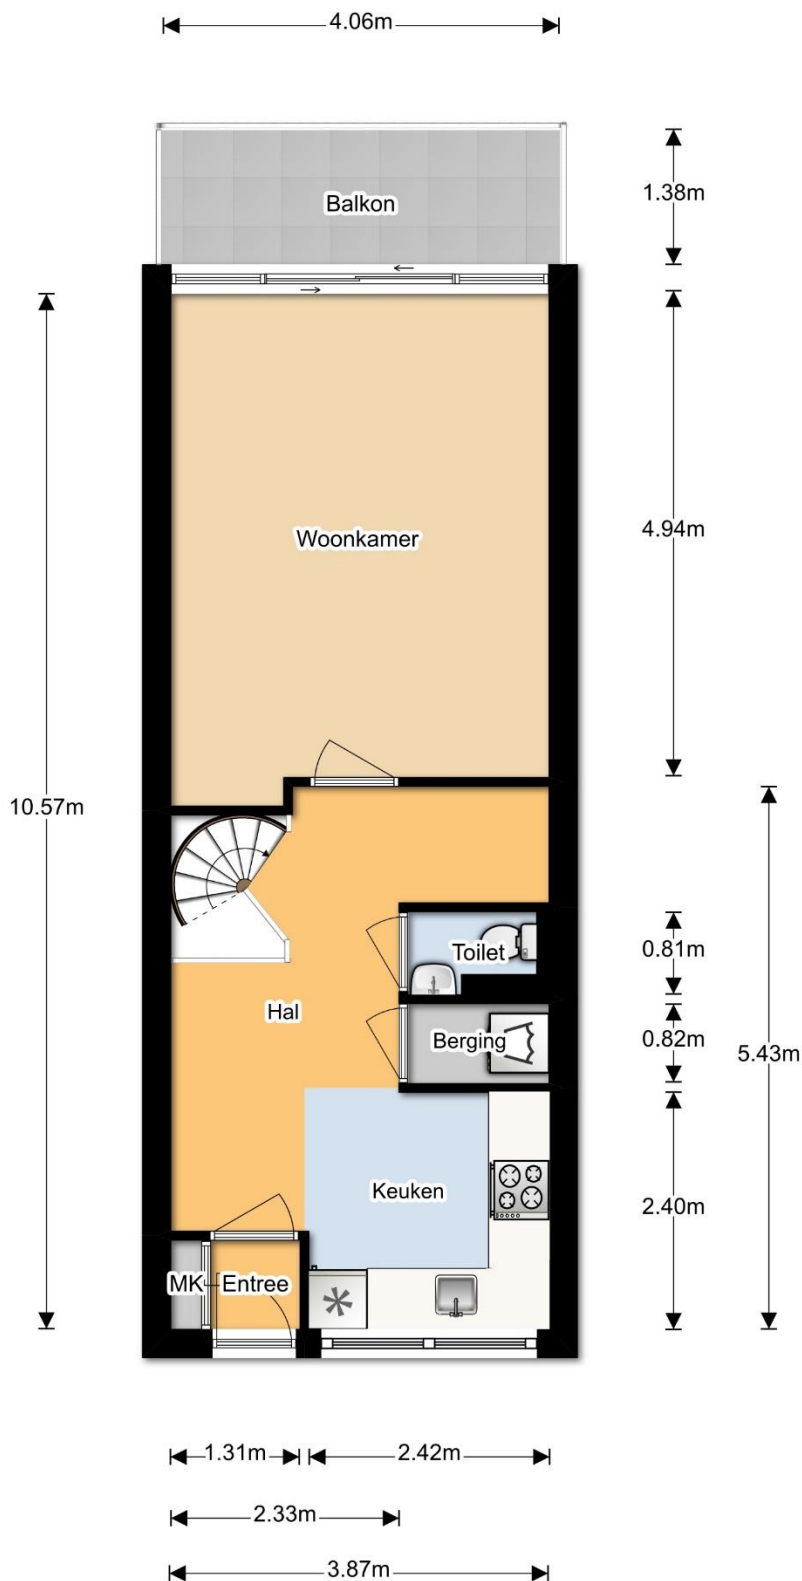 4.06m
Balkon
1.38m
Woonkamer
4.94m
10.57m
Toilet
0.81m
Hal
Berging
0.82m
5.43m
Keuken
2.40m
MK
Entree
1.31m
2.42m
2.33m
3.87m